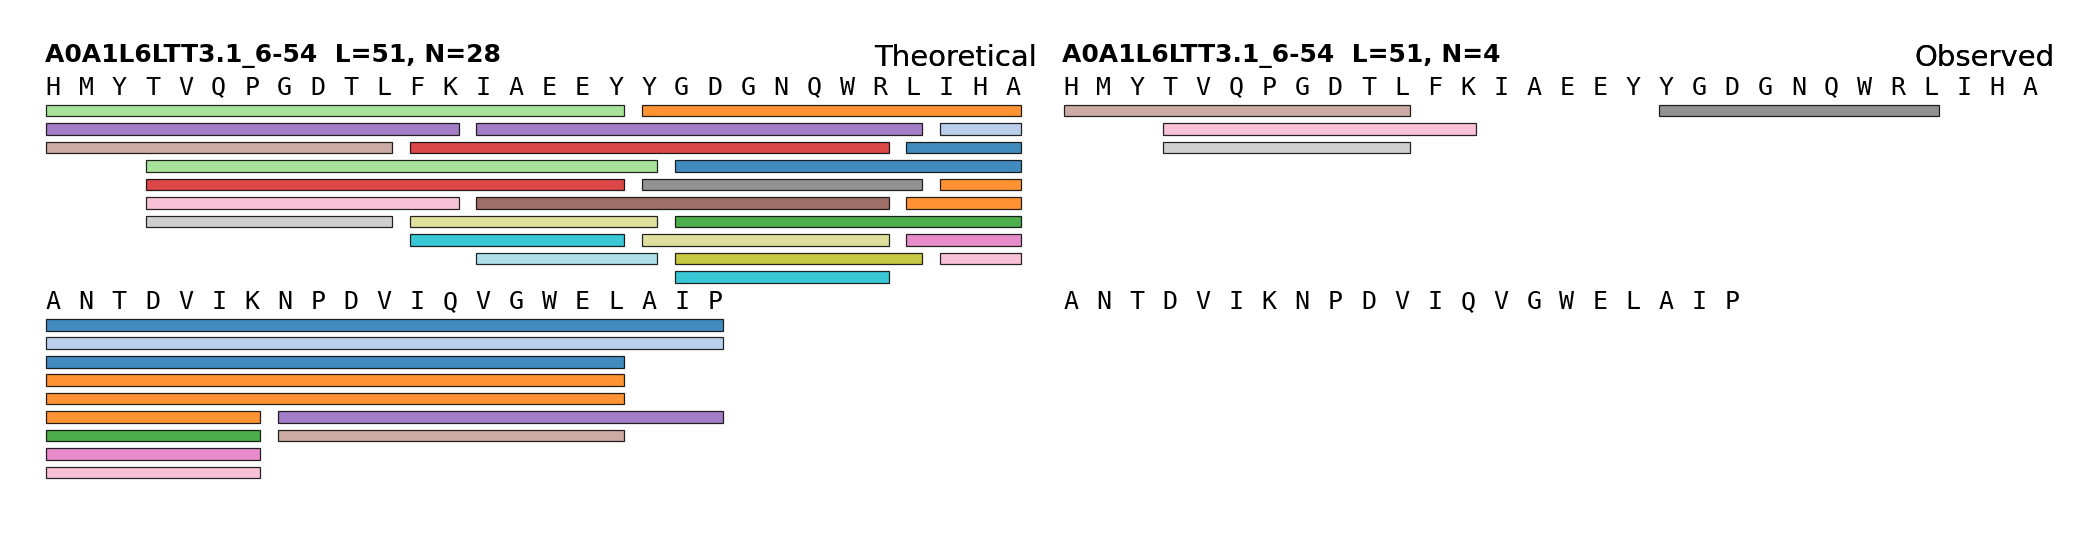 A0A1L6LTT3.1_6-54 L=51, N=28 Theoretical
H M Y T V Q P G D T L F K I A E E Y Y G D G N Q W R L I H A
A N T D V I K N P D V I Q V G W E L A I P
A0A1L6LTT3.1_6-54 L=51, N=4 Observed
H M Y T V Q P G D T L F K I A E E Y Y G D G N Q W R L I H A
A N T D V I K N P D V I Q V G W E L A I P